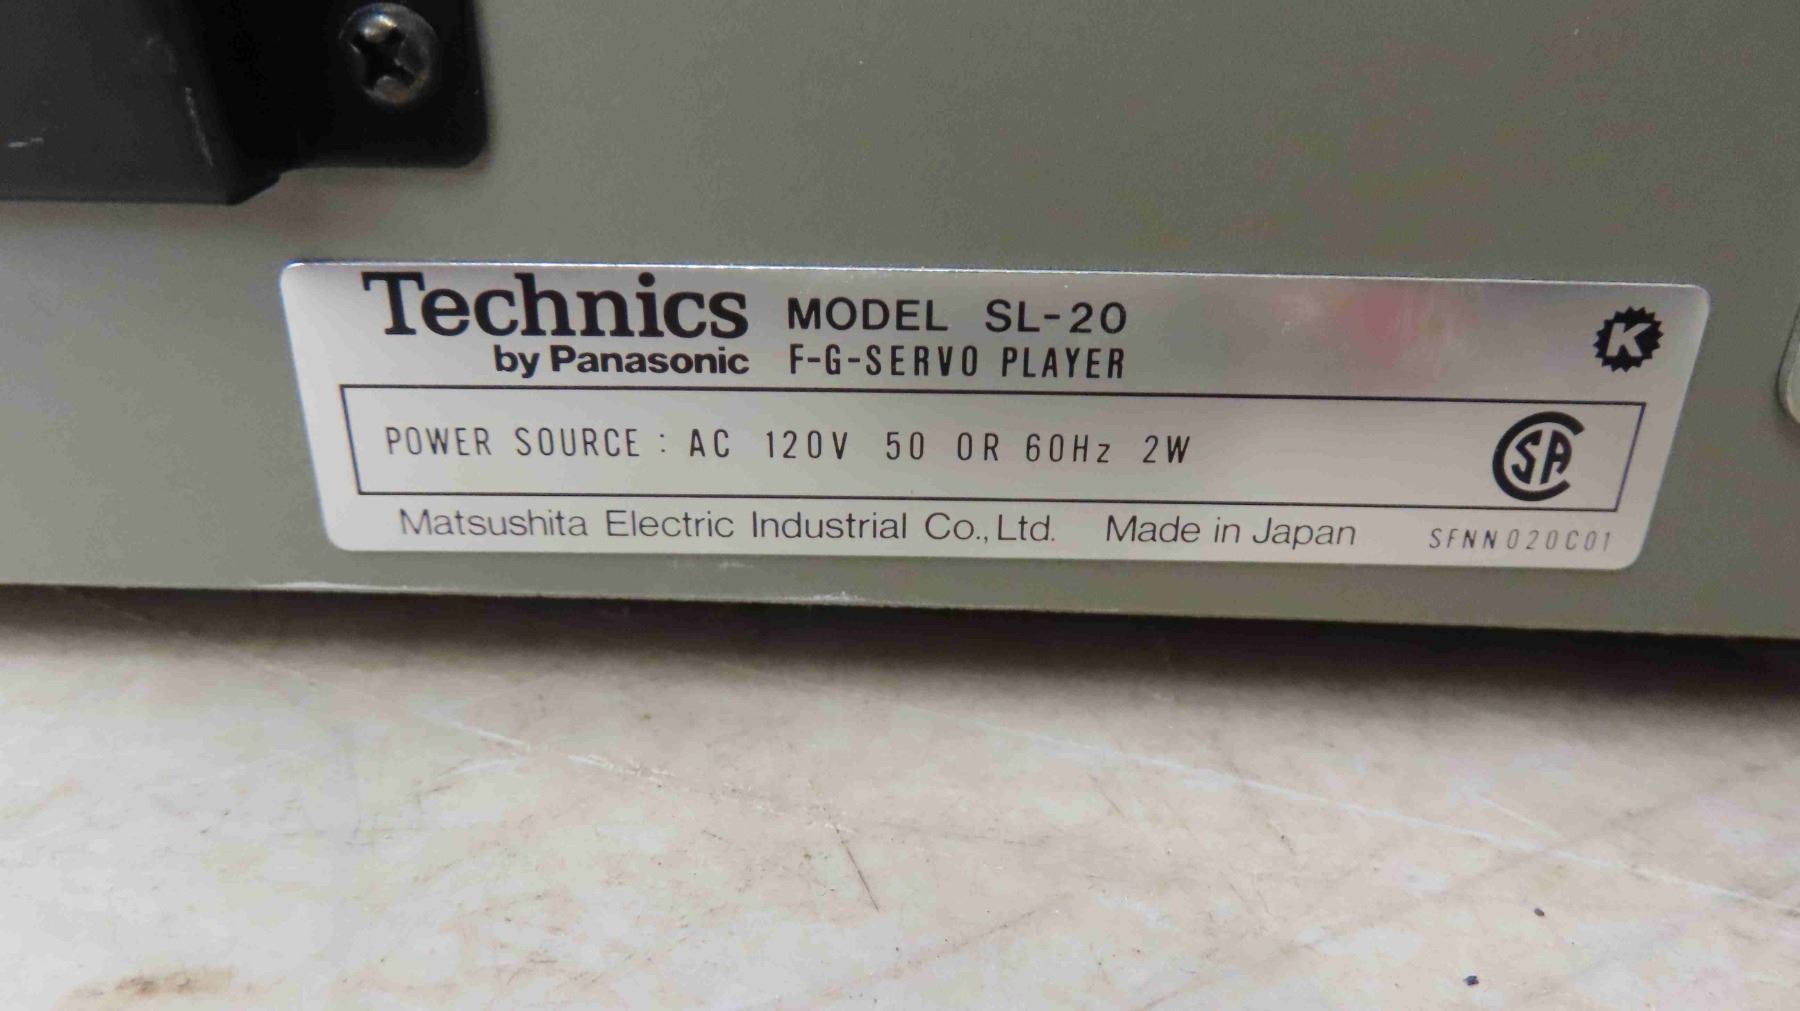 Technics MODEL SL-20
by Panasonic F-G-SERVO PLAYER
K
POWER SOURCE : AC 120V 50 OR 60Hz 2W
CSA
Matsushita Electric Industrial Co., Ltd. Made in Japan SFNN020C01